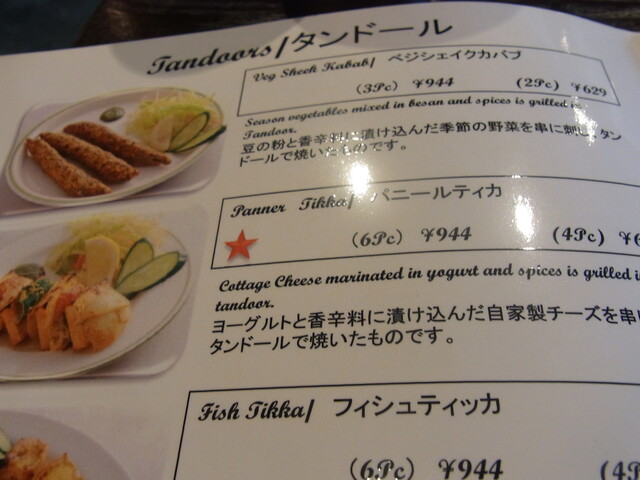 Tandoors/タンドール
Veg Sheek Kabab/ ベジシェイクカバブ
(3Pc) ¥944 (2Pc) ¥629
Season vegetables mixed in besan and spices is grilled
Tandoor.
豆の粉と香辛料に漬け込んだ季節の野菜を串に刺し タン
ドールで焼いたものです。
Panner Tikka/ パニールティカ
(6Pc) ¥944 (4Pc) ¥6
Cottage Cheese marinated in yogurt and spices is grilled i
tandoor.
ヨーグルトと香辛料に漬け込んだ自家製チーズを串
タンドールで焼いたものです。
Fish Tikka/ フィシュティッカ
(6Pc) ¥944 (4P